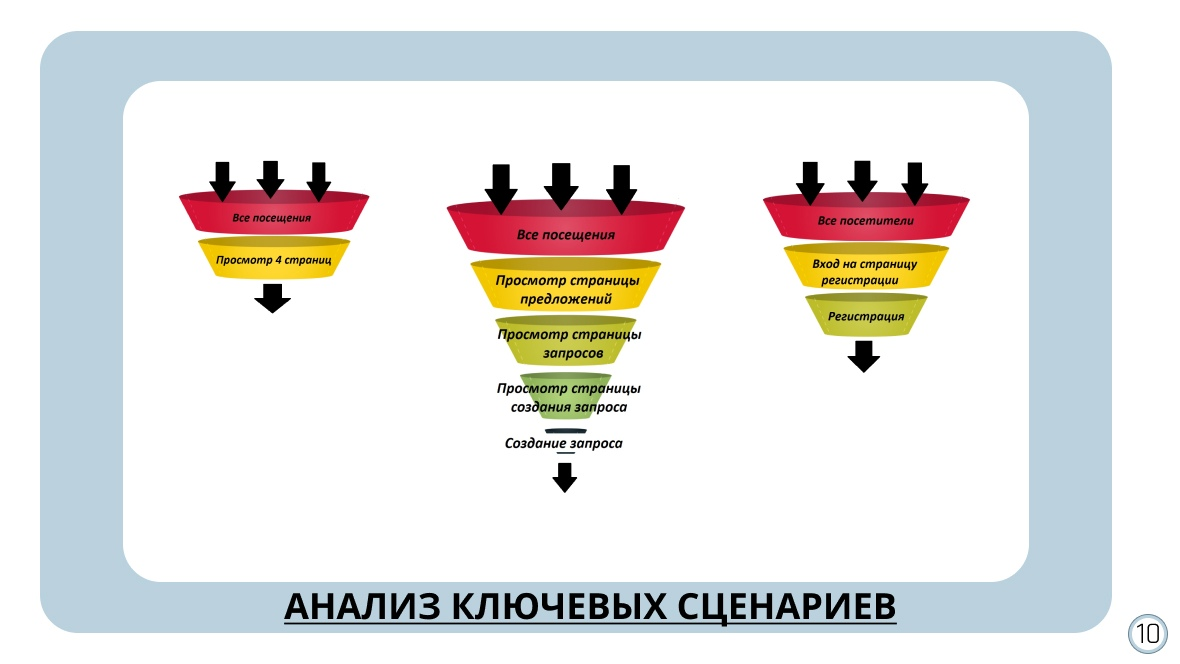 Все посещения
Просмотр 4 страниц
Все посещения
Просмотр страницы
предложений
Просмотр страницы
запросов
Просмотр страницы
создания запроса
Создание запроса
Все посетители
Вход на страницу
регистрации
Регистрация
АНАЛИЗ КЛЮЧЕВЫХ СЦЕНАРИЕВ
10